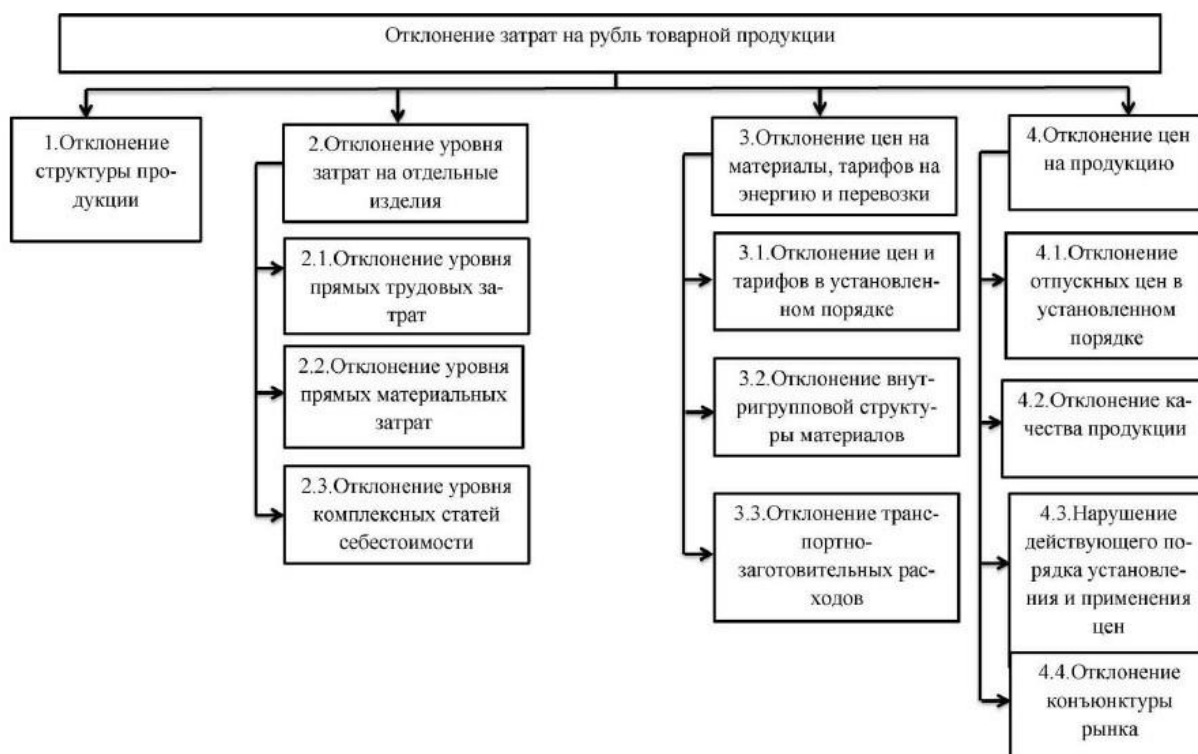 Отклонение затрат на рубль товарной продукции
1.Отклонение
структуры про-
дукции
2.Отклонение уровня
затрат на отдельные
изделия
2.1.Отклонение уровня
прямых трудовых за-
трат
2.2.Отклонение уровня
прямых материальных
затрат
2.3.Отклонение уровня
комплексных статей
себестоимости
3.Отклонение цен на
материалы, тарифов на
энергию и перевозки
3.1.Отклонение цен и
тарифов в установлен-
ном порядке
3.2.Отклонение внут-
ригрупповой структу-
ры материалов
3.3.Отклонение транс-
портно-
заготовительных рас-
ходов
4.Отклонение цен
на продукцию
4.1.Отклонение
отпускных цен в
установленном
порядке
4.2.Отклонение ка-
чества продукции
4.3.Нарушение
действующего по-
рядка установле-
ния и применения
цен
4.4.Отклонение
конъюнктуры
рынка